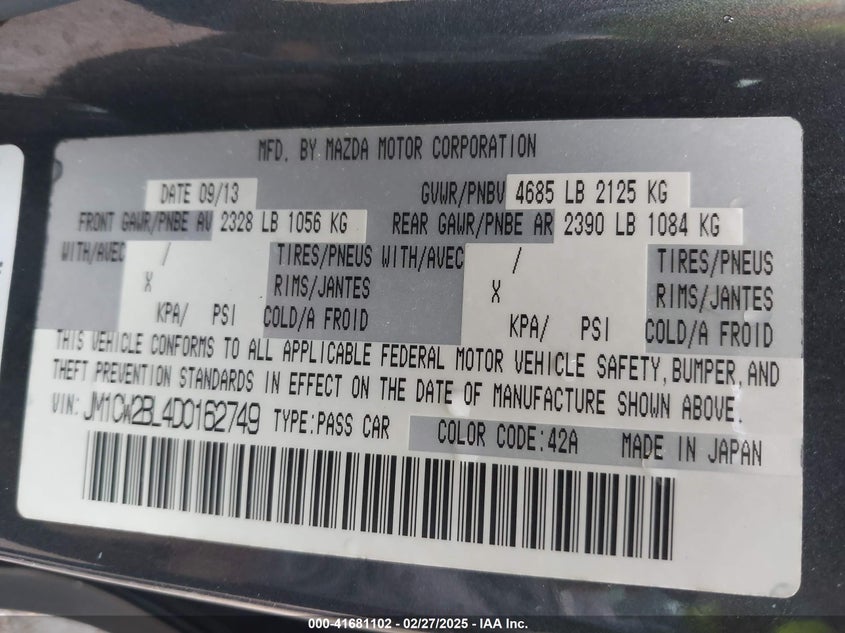 MFD. BY MAZDA MOTOR CORPORATION
DATE 09/13 GVWR/PNBV 4685 LB 2125 KG
FRONT GAWR/PNBE AV 2328 LB 1056 KG REAR GAWR/PNBE AR 2390 LB 1084 KG
WITH/AVEC / TIRES/PNEUS WITH/AVEC / TIRES/PNEUS
X RIMS/JANTES X RIMS/JANTES
KPA/ PSI COLD/A FROID KPA/ PSI COLD/A FROID
THIS VEHICLE CONFORMS TO ALL APPLICABLE FEDERAL MOTOR VEHICLE SAFETY, BUMPER, AND
THEFT PREVENTION STANDARDS IN EFFECT ON THE DATE OF MANUFACTURE SHOWN ABOVE.
VIN: JM1CW2BL4D0162749 TYPE:PASS CAR COLOR CODE:42A MADE IN JAPAN
000-41681102 - 02/27/2025 - IAA Inc.